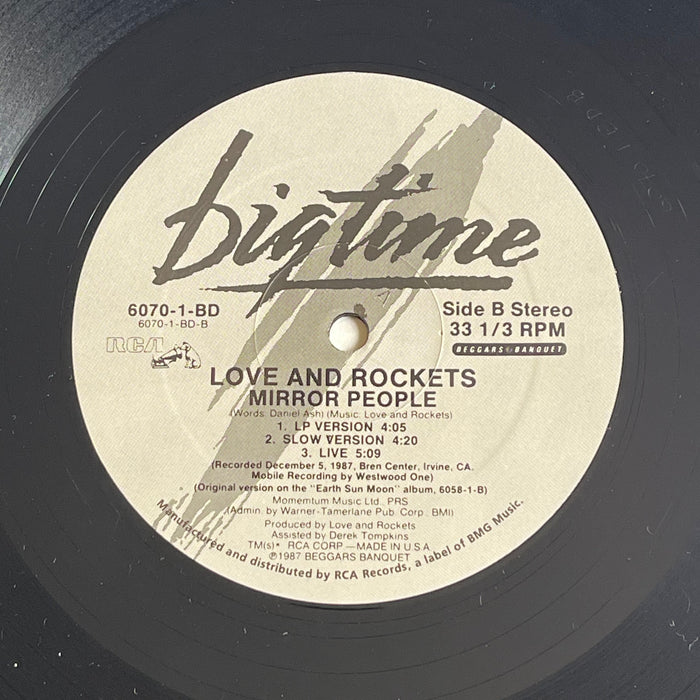 bigtime
6070-1-BD
6070-1-BD-B
RCA
Side B Stereo
33 1/3 RPM
BEGGARS BANQUET
LOVE AND ROCKETS
MIRROR PEOPLE
(Words: Daniel Ash) (Music: Love and Rockets)
1. LP VERSION 4:05
2. SLOW VERSION 4:20
3. LIVE 5:09
(Recorded December 5, 1987, Bren Center, Irvine, CA.
Mobile Recording by Westwood One)
(Original version on the "Earth Sun Moon" album, 6058-1-B)
Momentum Music Ltd., PRS
(Admin. by Warner-Tamerlane Pub. Corp., BMI)
Produced by Love and Rockets
Assisted by Derek Tompkins
TM(s)® RCA CORP—MADE IN U.S.A.
℗1987 BEGGARS BANQUET
Manufactured and distributed by RCA Records, a label of BMG Music.